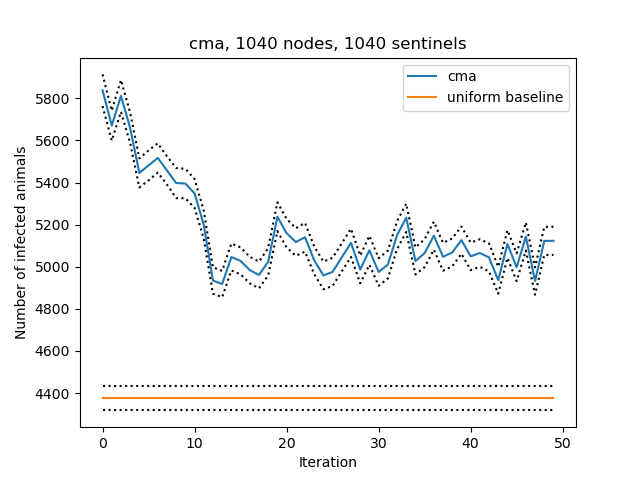 cma, 1040 nodes, 1040 sentinels
cma
uniform baseline
Number of infected animals
5800
5600
5400
5200
5000
4800
4600
4400
0 10 20 30 40 50
Iteration